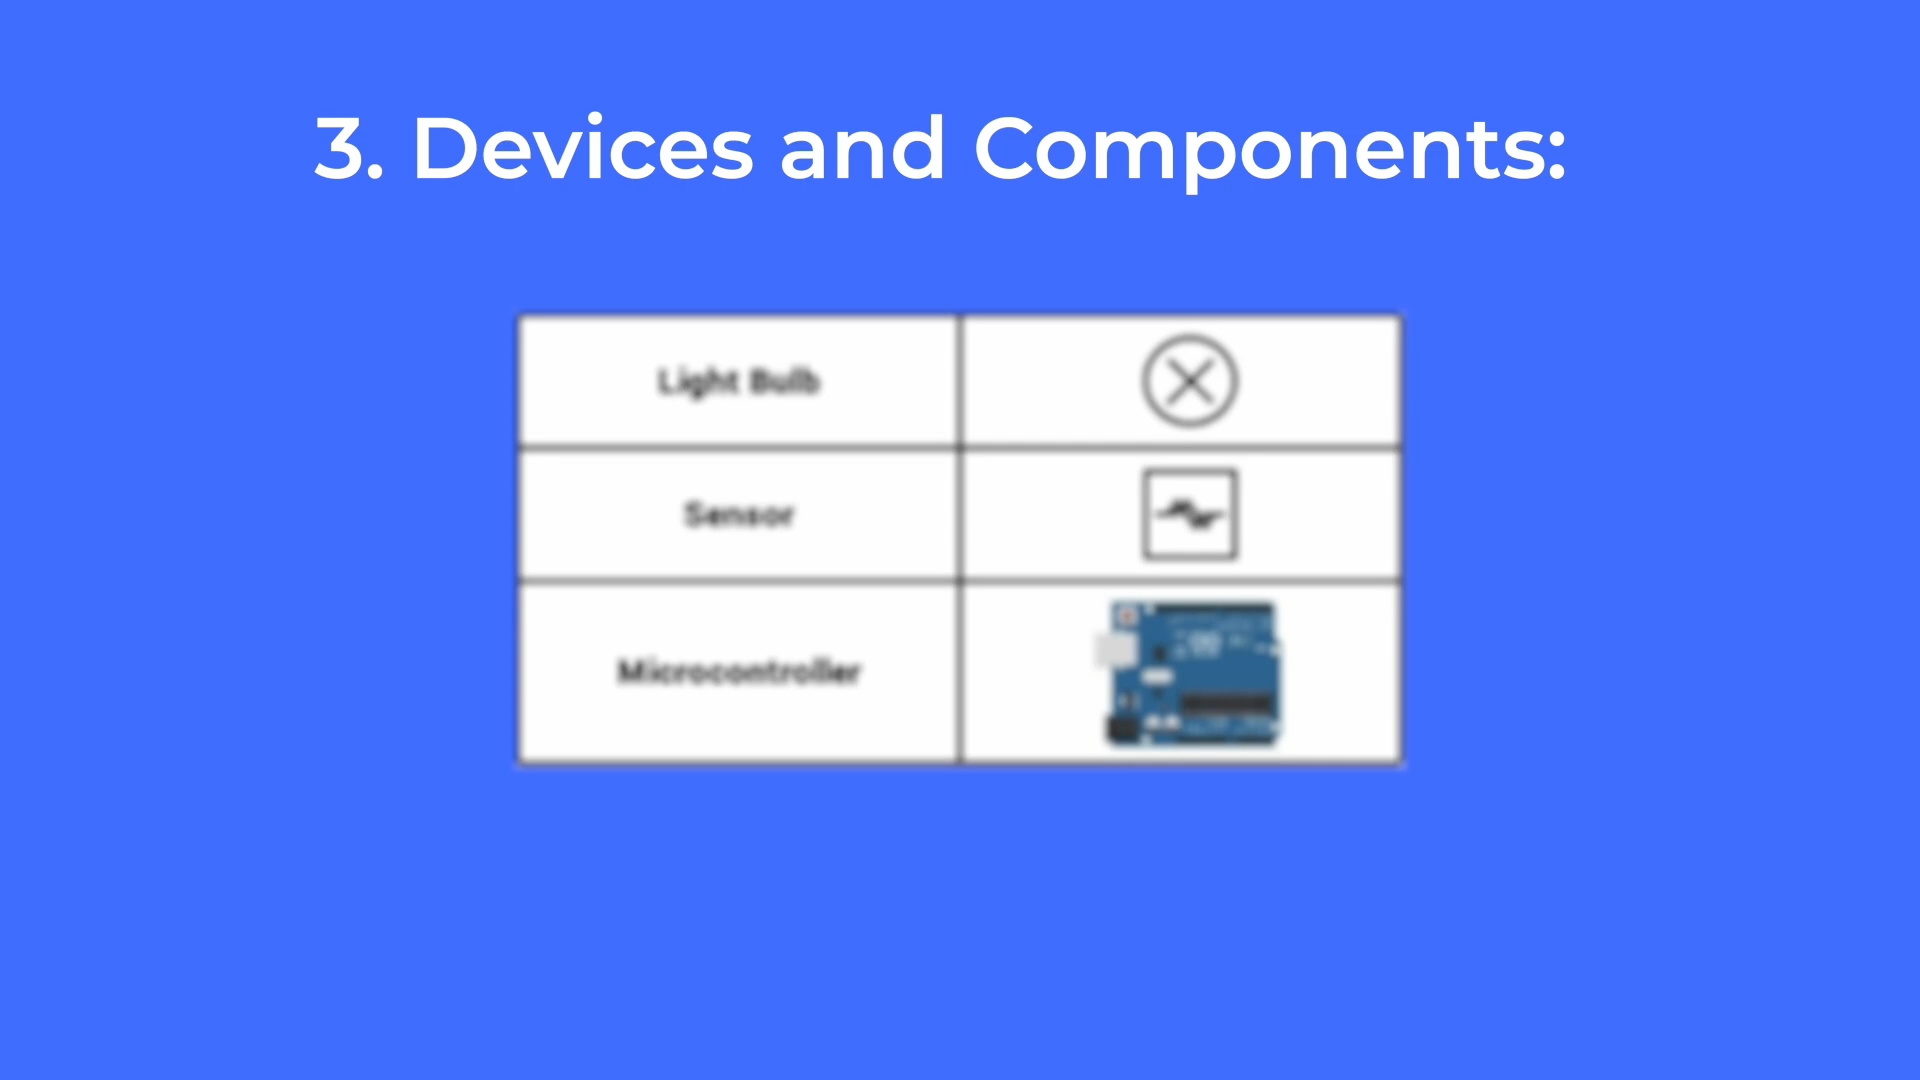 3. Devices and Components:
Light Bulb
Sensor
Microcontroller